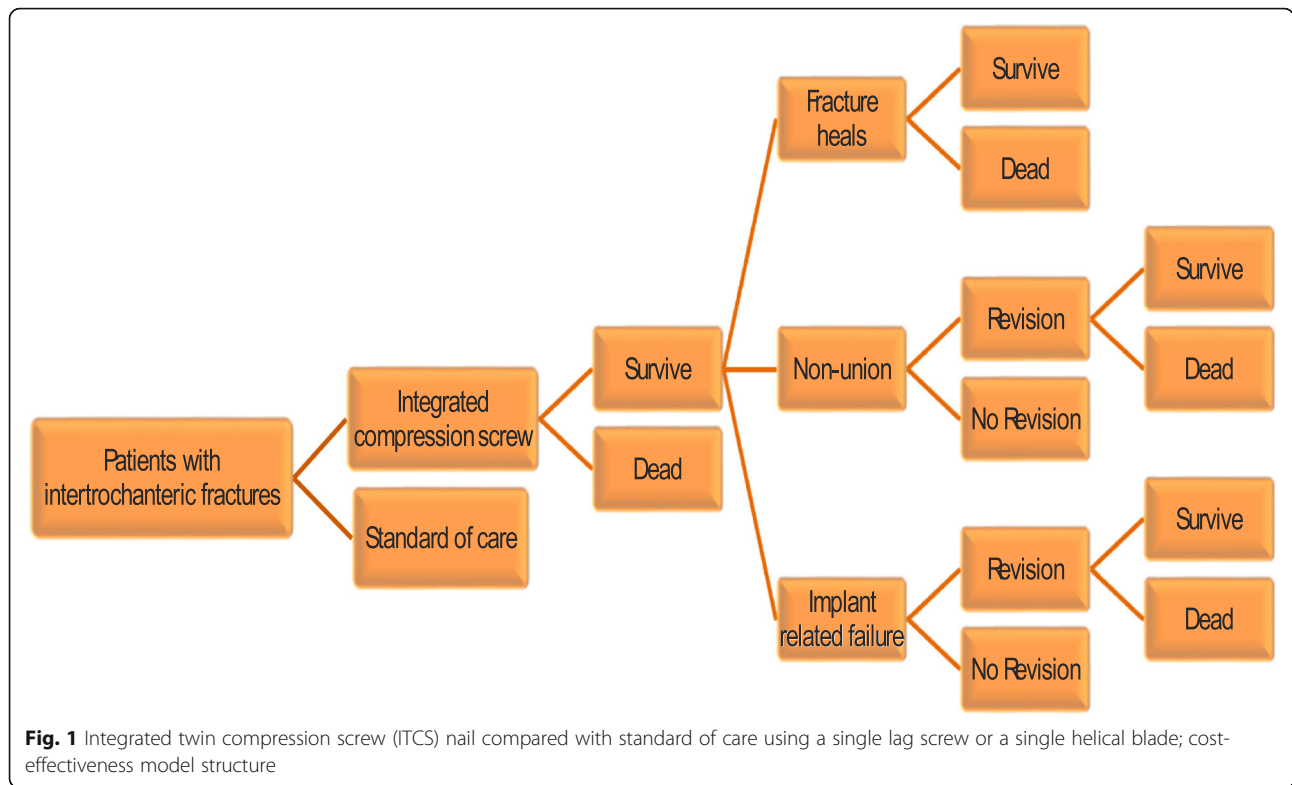 Patients with
intertrochanteric fractures
Integrated
compression screw
Standard of care
Survive
Dead
Fracture
heals
Survive
Dead
Non-union
Revision
Survive
Dead
No Revision
Implant
related failure
Revision
Survive
Dead
No Revision
Fig. 1 Integrated twin compression screw (ITCS) nail compared with standard of care using a single lag screw or a single helical blade; cost-
effectiveness model structure